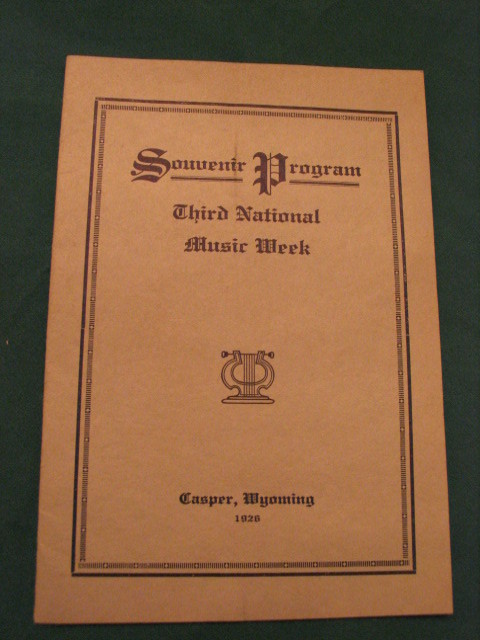 Souvenir Program
Third National
Music Week
Casper, Wyoming
1926